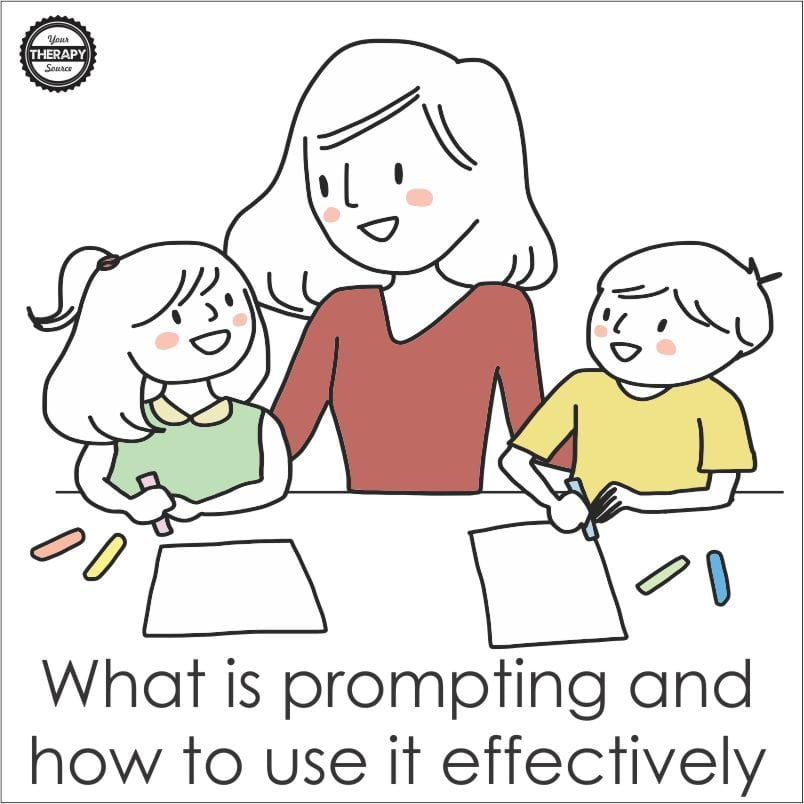 Your
THERAPY
Source
What is prompting and
how to use it effectively